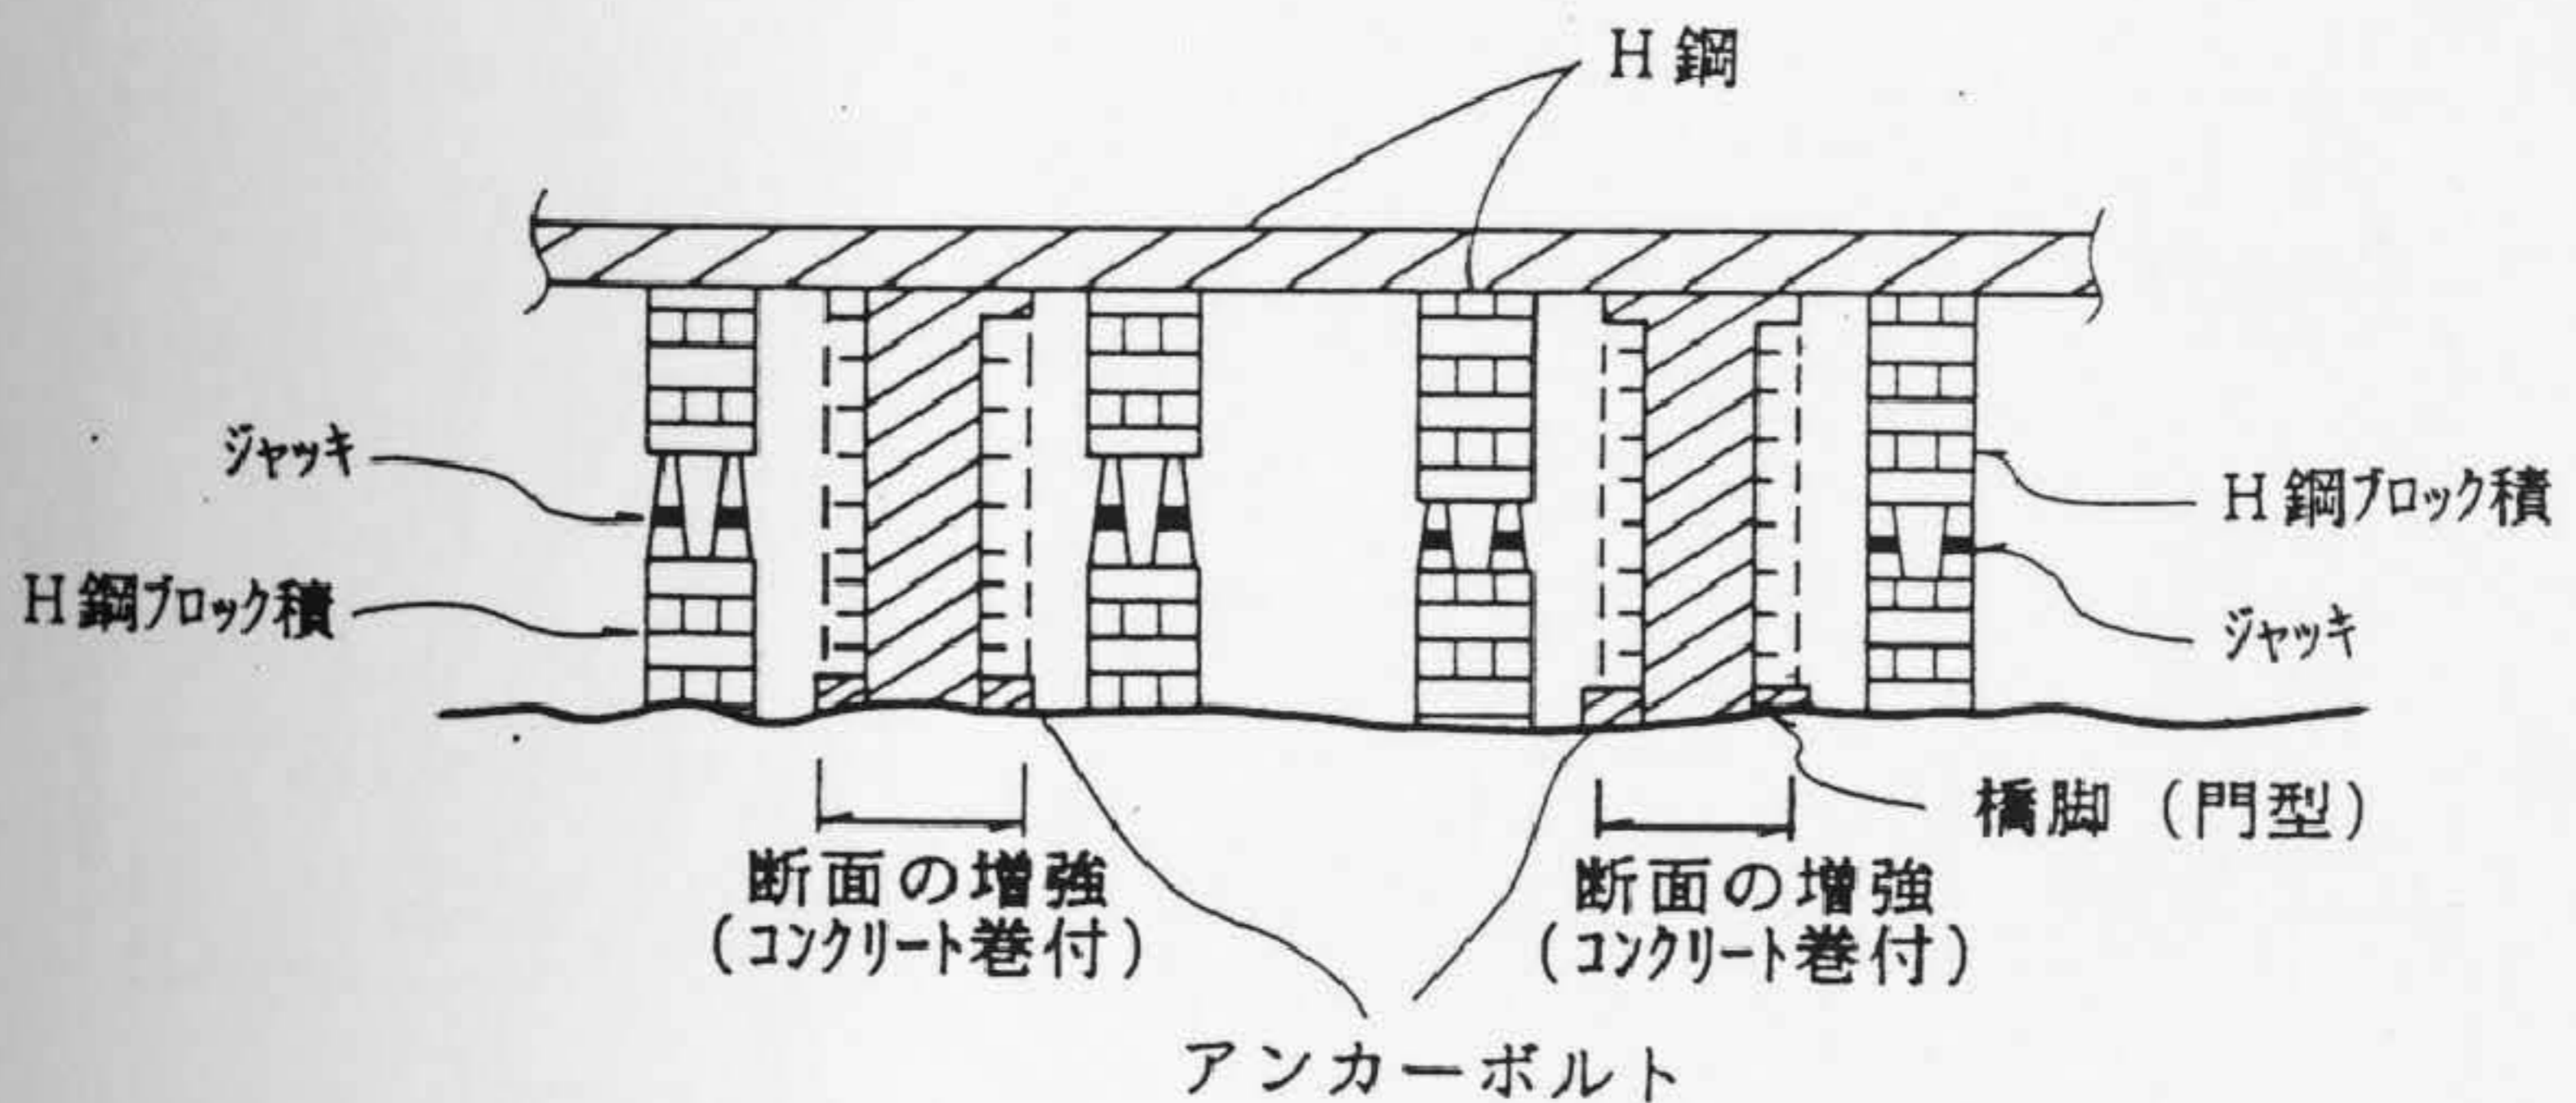 H鋼
ジャッキ
H鋼ブロック積
H鋼ブロック積
ジャッキ
橋脚(門型)
断面の増強
(コンクリート巻付)
断面の増強
(コンクリート巻付)
アンカーボルト